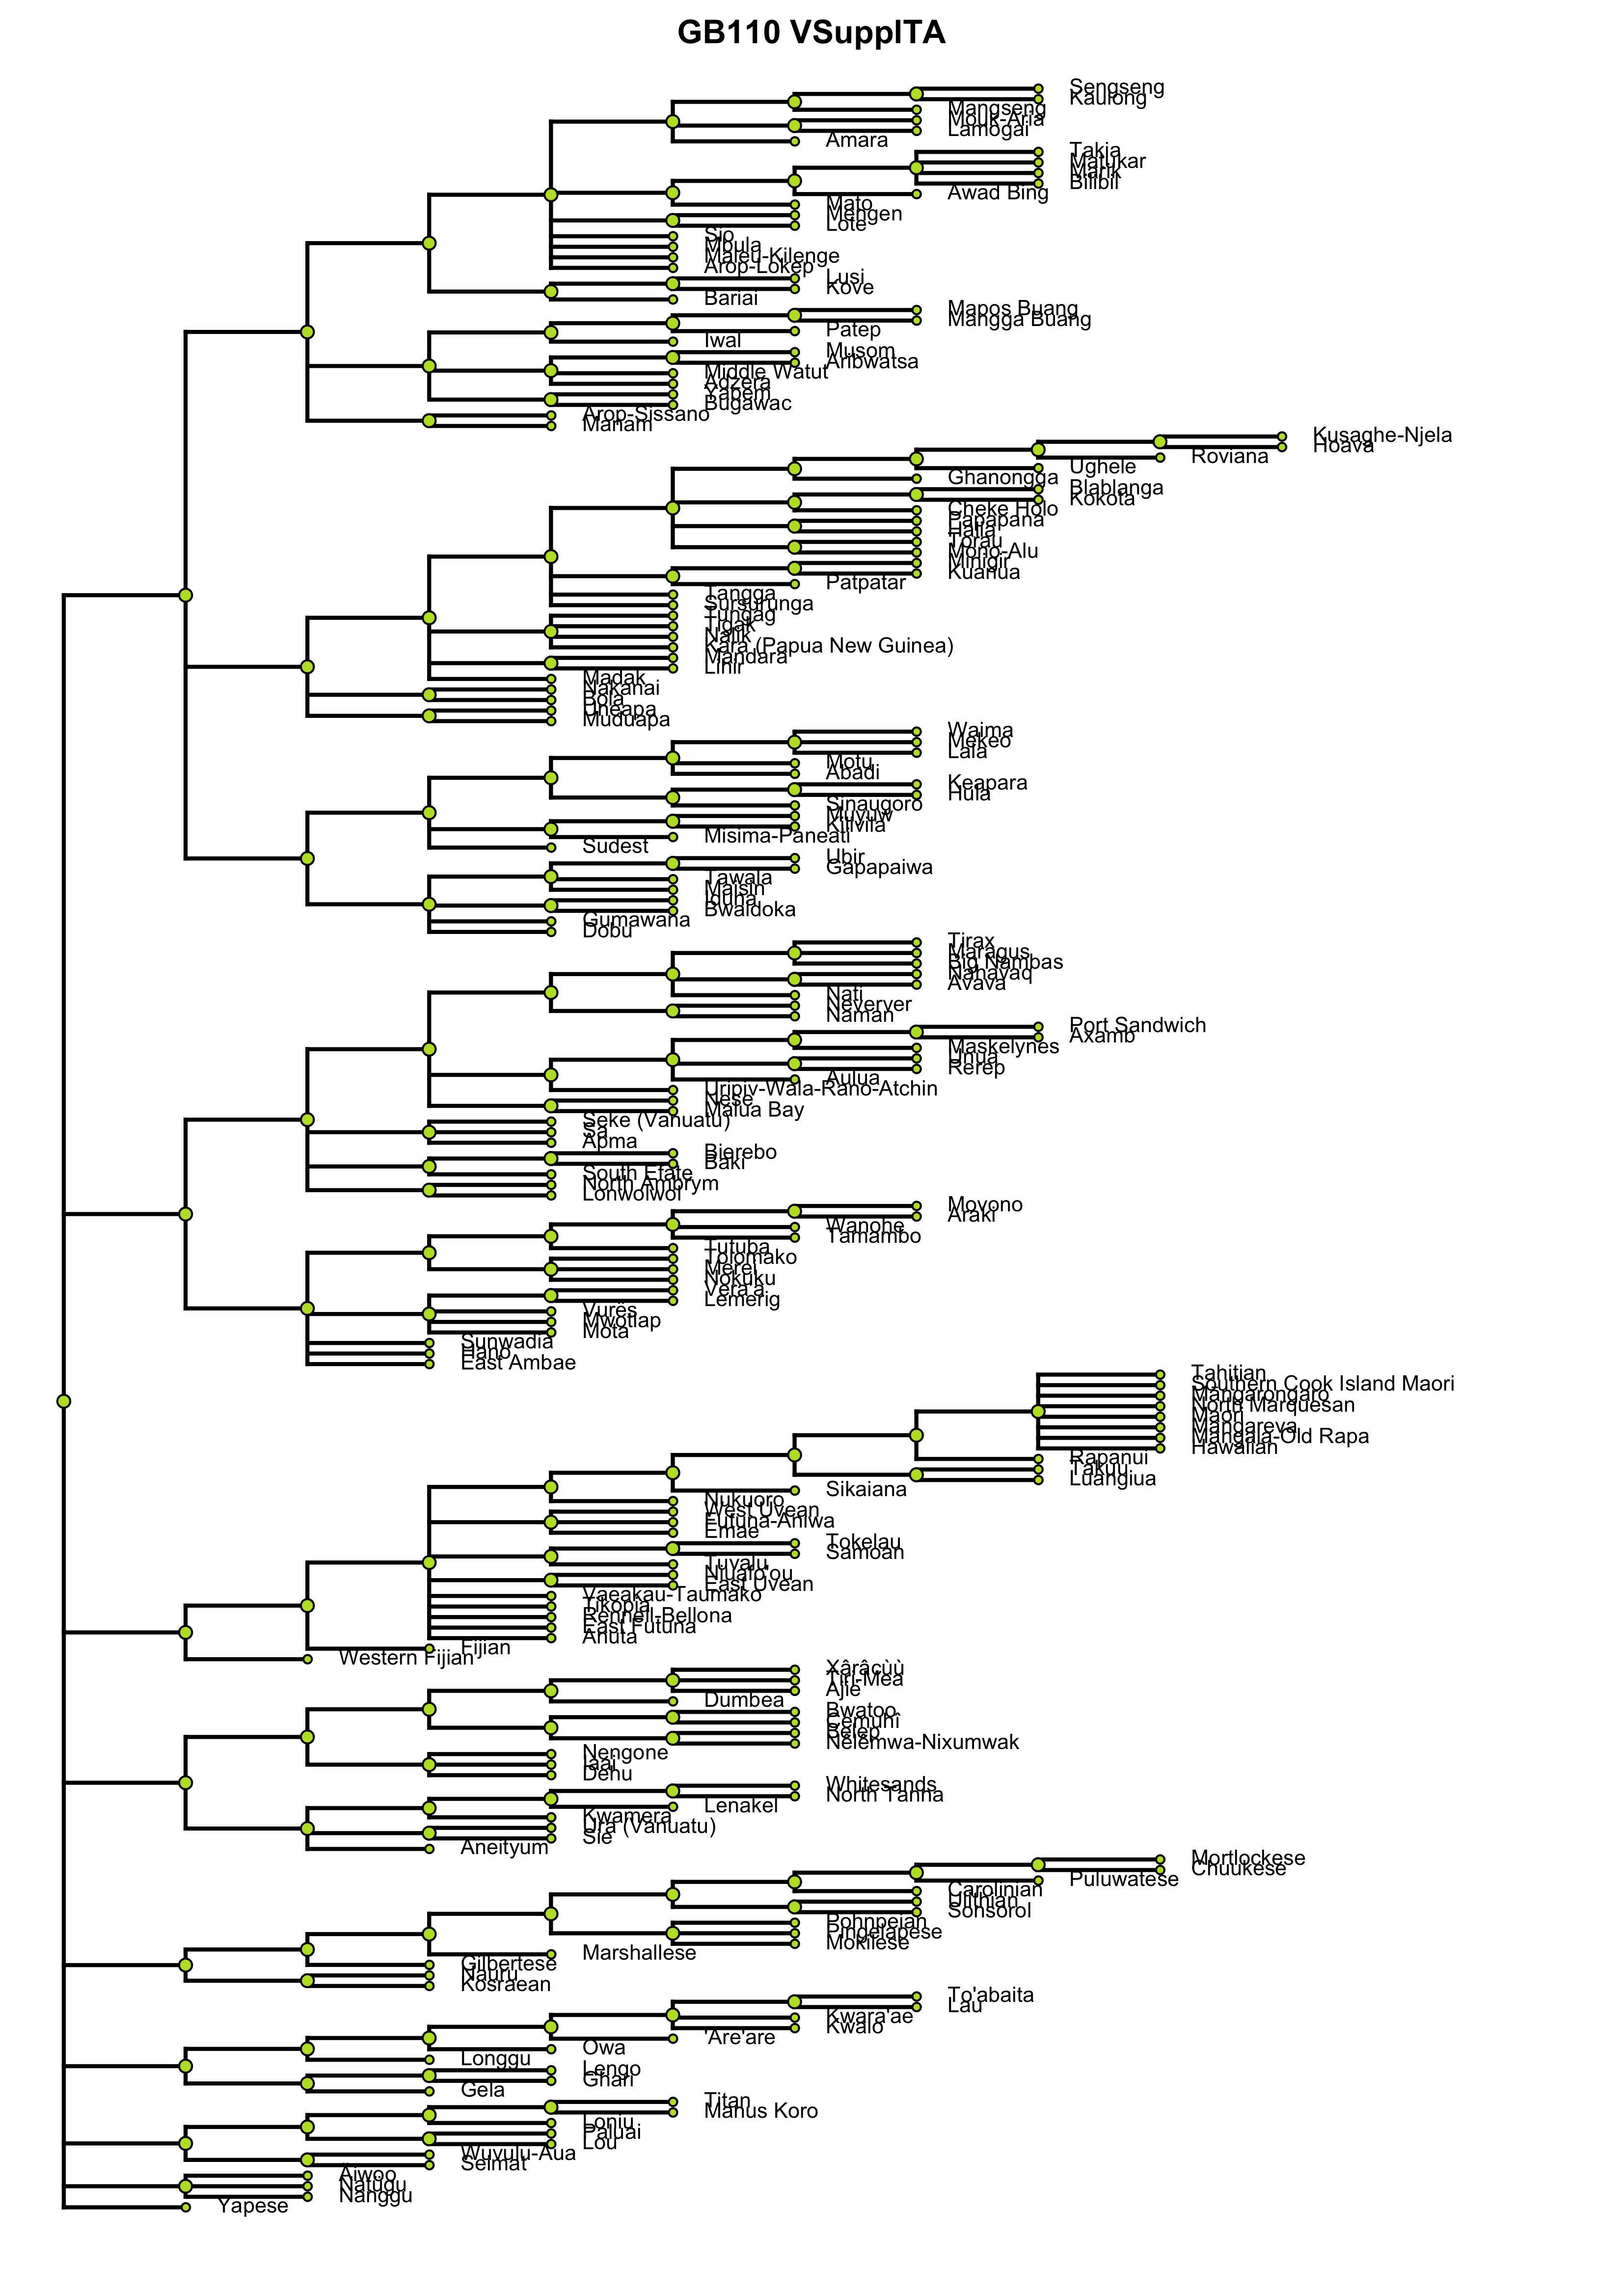 GB110 VSupplTA
Sengseng
Kaulong
Mangseng
Mouk-Aria
Lamogai
Amara
Takia
Matukar
Marik
Bilibil
Awad Bing
Mato
Mengen
Lote
Sio
Mbula
Maleu-Kilenge
Arop-Lokep
Lusi
Kove
Bariai
Mapos Buang
Mangga Buang
Patep
Iwal
Musom
Aribwatsa
Middle Watut
Adzera
Yabem
Bugawac
Arop-Sissano
Manam
Kusaghe-Njela
Hoava
Roviana
Ughele
Ghanongga
Blablanga
Kokota
Cheke Holo
Papapana
Halia
Torau
Mono-Alu
Minigir
Kuanua
Patpatar
Tangga
Sursurunga
Tungag
Tigak
Nalik
Kara (Papua New Guinea)
Mandara
Lihir
Madak
Nakanai
Bola
Uneapa
Muduapa
Waima
Mekeo
Lala
Motu
Abadi
Keapara
Hula
Sinaugoro
Muyuw
Kilivila
Misima-Paneati
Sudest
Ubir
Gapapaiwa
Tawala
Maisin
Iduna
Bwaidoka
Gumawana
Dobu
Tirax
Maragus
Big Nambas
Nahavaq
Avava
Nati
Neverver
Naman
Port Sandwich
Axamb
Maskelynes
Unua
Rerep
Aulua
Uripiv-Wala-Rano-Atchin
Nese
Malua Bay
Seke (Vanuatu)
Sa
Apma
Bierebo
Baki
South Efate
North Ambrym
Lonwolwol
Movono
Araki
Wanohe
Tamambo
Tutuba
Tolomako
Merei
Nokuku
Vera'a
Lemerig
Vurës
Mwotlap
Mota
Sunwadia
Hano
East Ambae
Tahitian
Southern Cook Island Maori
Mangarongaro
North Marquesan
Maori
Mangareva
Mangaia-Old Rapa
Hawaiian
Rapanui
Takuu
Luangiua
Sikaiana
Nukuoro
West Uvean
Futuna-Aniwa
Emae
Tokelau
Samoan
Tuvalu
Niuafo'ou
East Uvean
Vaeakau-Taumako
Tikopia
Rennell-Bellona
East Futuna
Anuta
Fijian
Western Fijian
Xârâcùù
Tiri-Mea
Ajië
Dumbea
Bwatoo
Cemuhî
Belep
Nelemwa-Nixumwak
Nengone
Iaai
Dehu
Whitesands
North Tanna
Lenakel
Kwamera
Ura (Vanuatu)
Sie
Aneityum
Mortlockese
Chuukese
Puluwatese
Carolinian
Ulithian
Sonsorol
Pohnpeian
Pingelapese
Mokilese
Marshallese
Gilbertese
Nauru
Kosraean
To'abaita
Lau
Kwara'ae
Kwaio
'Are'are
Owa
Longgu
Lengo
Ghari
Gela
Titan
Manus Koro
Loniu
Paluai
Lou
Wuvulu-Aua
Seimat
Äiwoo
Natügu
Nanggu
Yapese